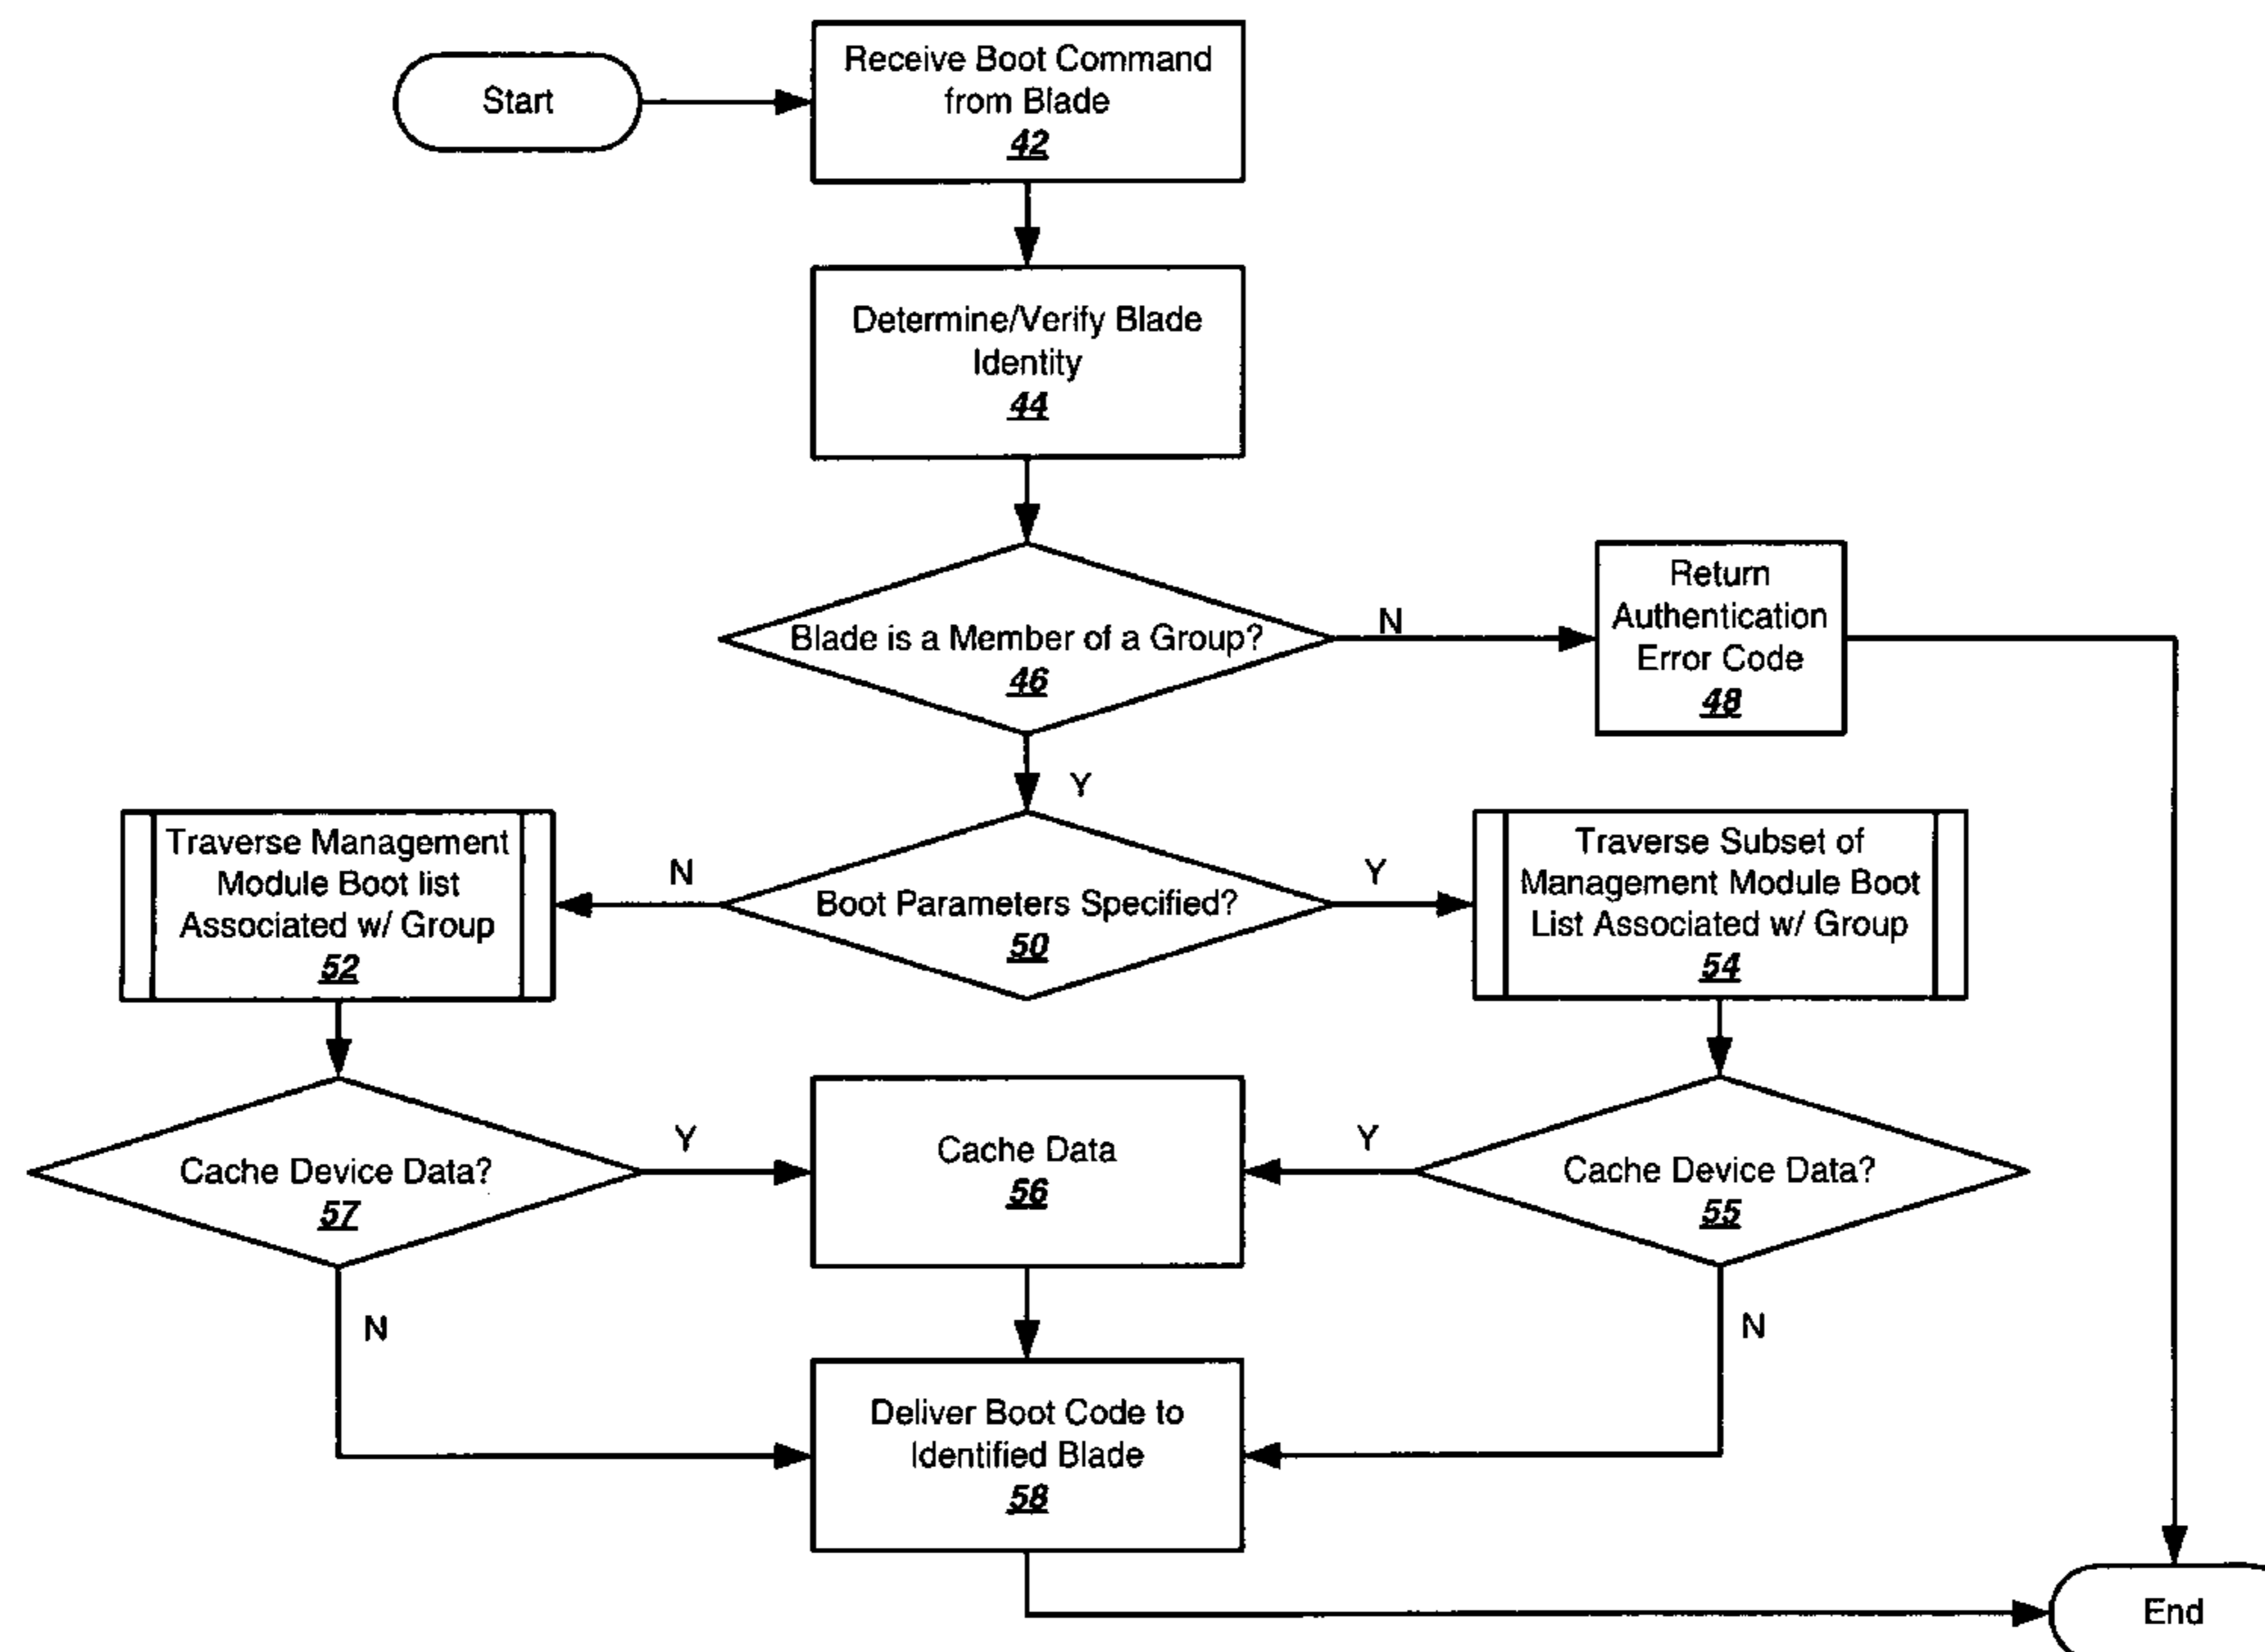 Start
Receive Boot Command
from Blade
42
Determine/Verify Blade
Identity
44
Blade is a Member of a Group?
46
N
Return
Authentication
Error Code
48
Y
Traverse Management
Module Boot list
Associated w/ Group
52
N
Boot Parameters Specified?
50
Y
Traverse Subset of
Management Module Boot
List Associated w/ Group
54
Cache Device Data?
57
Y
Cache Data
56
Y
Cache Device Data?
55
N
N
Deliver Boot Code to
Identified Blade
58
End